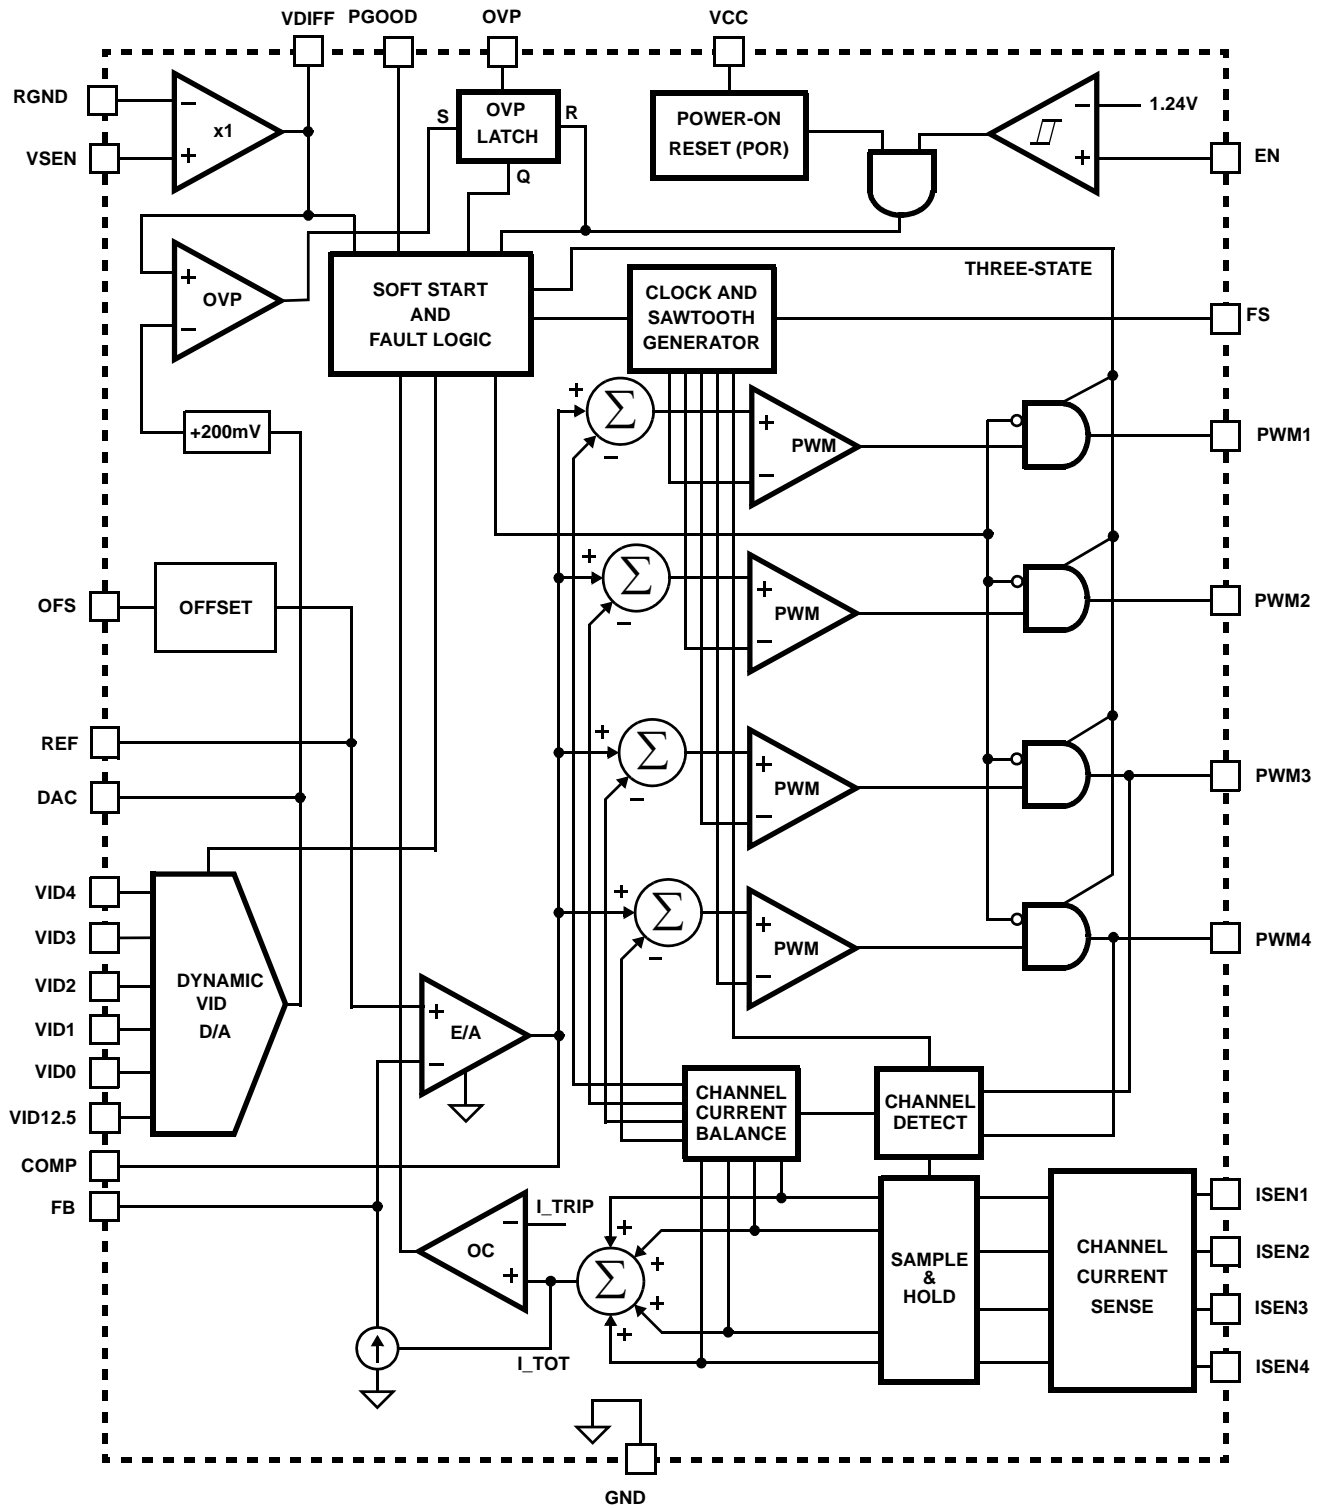 VDIFF PGOOD OVP VCC
RGND
VSEN
−
x1
+
S
OVP
LATCH
R
Q
POWER-ON
RESET (POR)
−
1.24V
+
EN
+
OVP
−
SOFT START
AND
FAULT LOGIC
CLOCK AND
SAWTOOTH
GENERATOR
THREE-STATE
FS
+200mV
+
∑
−
+
PWM
−
PWM1
OFS
OFFSET
+
∑
−
+
PWM
−
PWM2
REF
DAC
+
∑
−
+
PWM
−
PWM3
VID4
VID3
VID2
VID1
VID0
VID12.5
DYNAMIC
VID
D/A
+
∑
−
+
PWM
−
PWM4
+
E/A
−
CHANNEL
CURRENT
BALANCE
CHANNEL
DETECT
COMP
FB
−
I_TRIP
OC
+
+
+
∑
+
+
I_TOT
SAMPLE
&
HOLD
CHANNEL
CURRENT
SENSE
ISEN1
ISEN2
ISEN3
ISEN4
GND